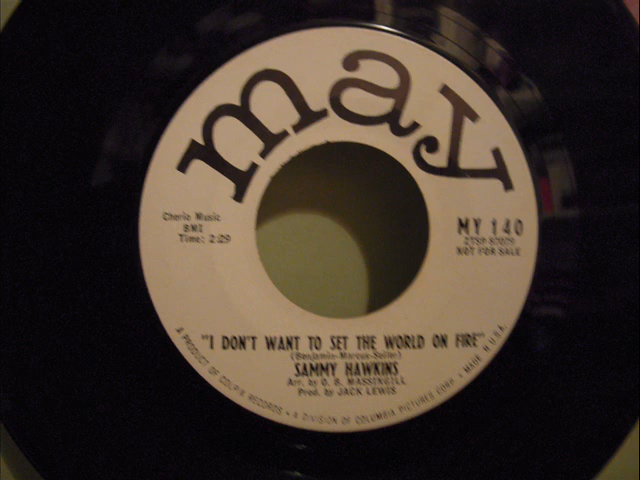 may
Cherio Music
BMI
Time: 2:29
MY 140
NOT FOR SALE
"I DON'T WANT TO SET THE WORLD ON FIRE"
(Benjamin-Marcus-Seiler)
SAMMY HAWKINS
Arr. by O. B. MASSINGILL
Prod. by JACK LEWIS
A PRODUCT OF COLPIX RECORDS • A DIVISION OF COLUMBIA PICTURES CORP. • MADE IN U.S.A.